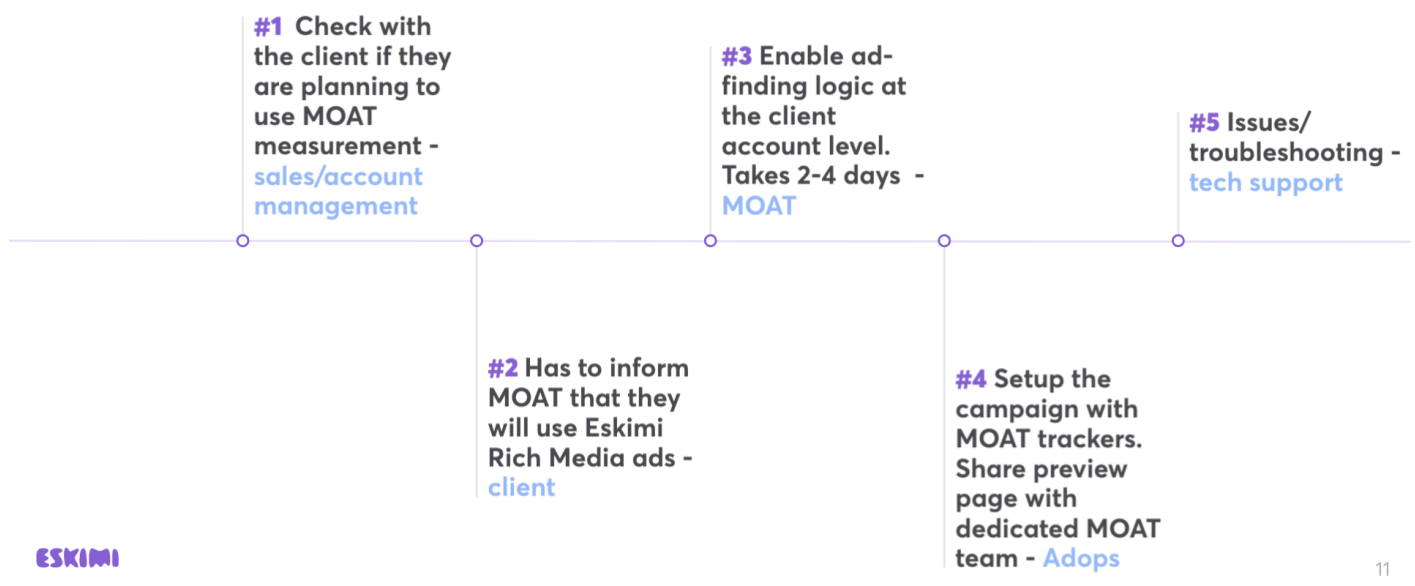 #1 Check with
the client if they
are planning to
use MOAT
measurement -
sales/account
management
#2 Has to inform
MOAT that they
will use Eskimi
Rich Media ads -
client
#3 Enable ad-
finding logic at
the client
account level.
Takes 2-4 days -
MOAT
#4 Setup the
campaign with
MOAT trackers.
Share preview
page with
dedicated MOAT
team - Adops
#5 Issues/
troubleshooting -
tech support
ESKIMI
11